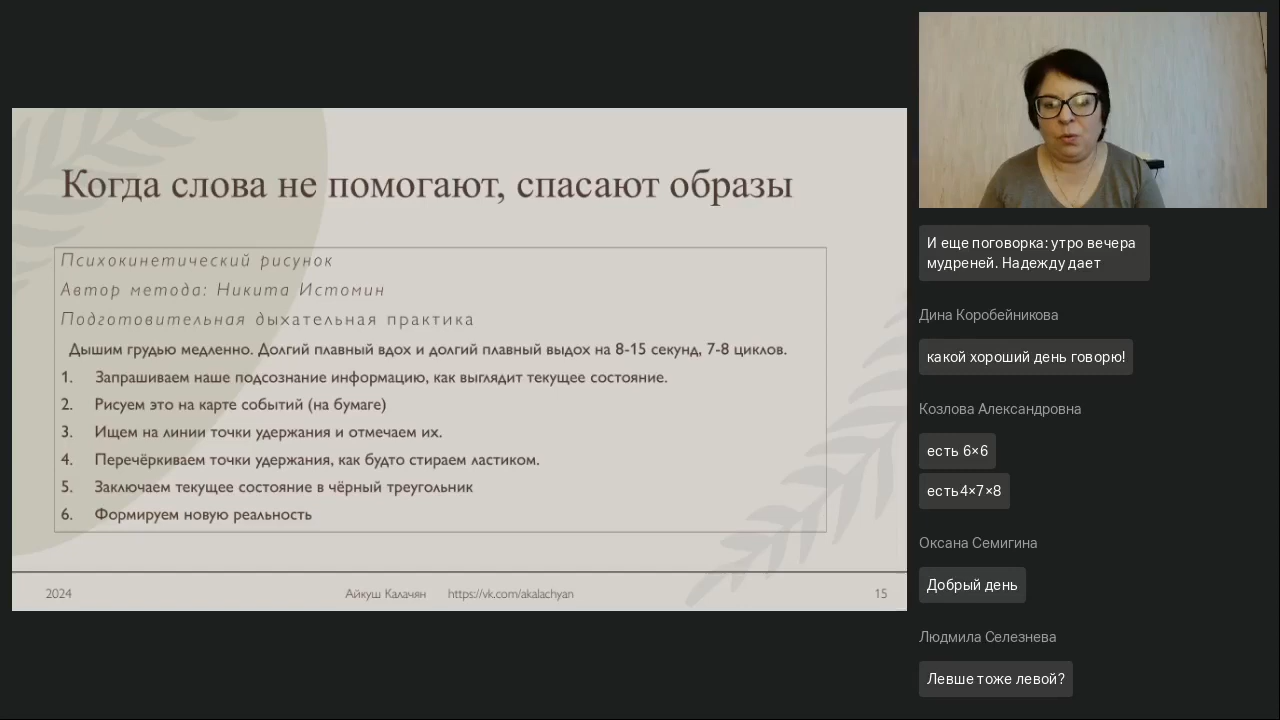 Когда слова не помогают, спасают образы
Психокинетический рисунок
Автор метода: Никита Истомин
Подготовительная дыхательная практика
Дышим грудью медленно. Долгий плавный вдох и долгий плавный выдох на 8-15 секунд, 7-8 циклов.
1. Запрашиваем наше подсознание информацию, как выглядит текущее состояние.
2. Рисуем это на карте событий (на бумаге)
3. Ищем на линии точки удержания и отмечаем их.
4. Перечёркиваем точки удержания, как будто стираем ластиком.
5. Заключаем текущее состояние в чёрный треугольник
6. Формируем новую реальность
2024 Айкуш Калачян https://vk.com/akalachyan 15
И еще поговорка: утро вечера
мудреней. Надежду дает
Дина Коробейникова
какой хороший день говорю!
Козлова Александровна
есть 6×6
есть4×7×8
Оксана Семигина
Добрый день
Людмила Селезнева
Левше тоже левой?